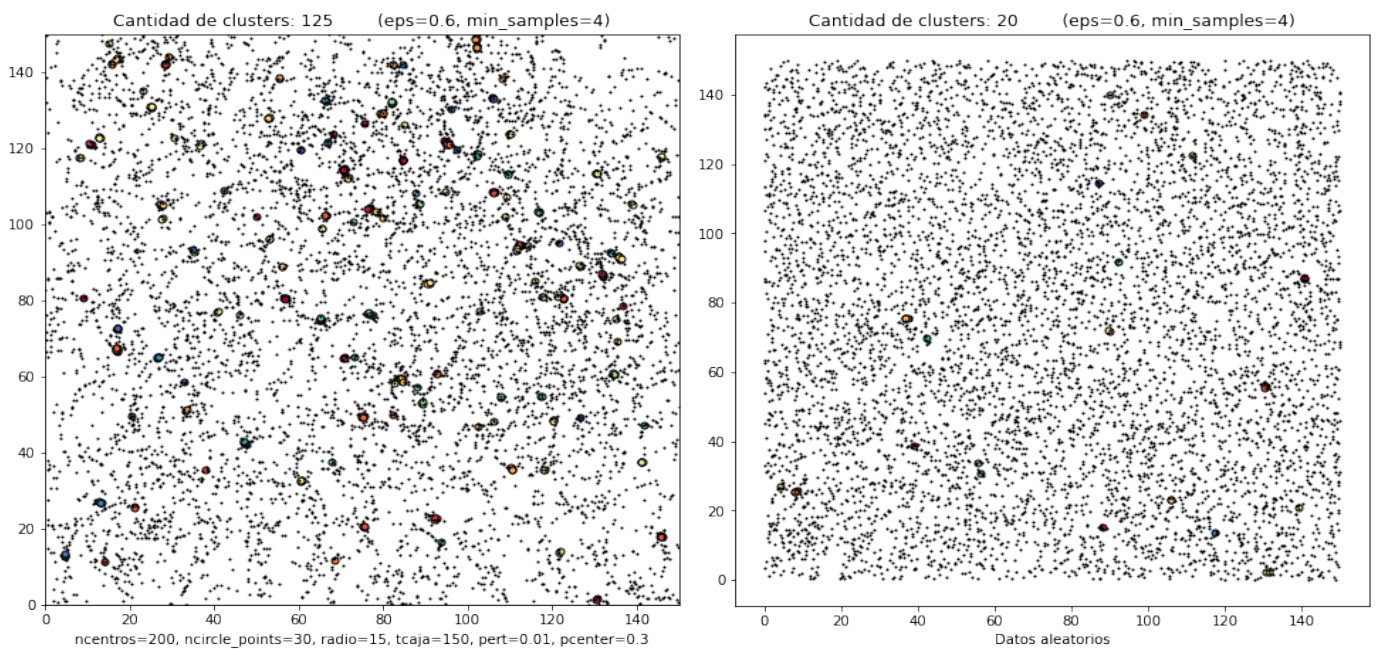 Cantidad de clusters: 125 (eps=0.6, min_samples=4)
140
120
100
80
60
40
20
0
0 20 40 60 80 100 120 140
ncentros=200, ncircle_points=30, radio=15, tcaja=150, pert=0.01, pcenter=0.3
Cantidad de clusters: 20 (eps=0.6, min_samples=4)
140
120
100
80
60
40
20
0
0 20 40 60 80 100 120 140
Datos aleatorios